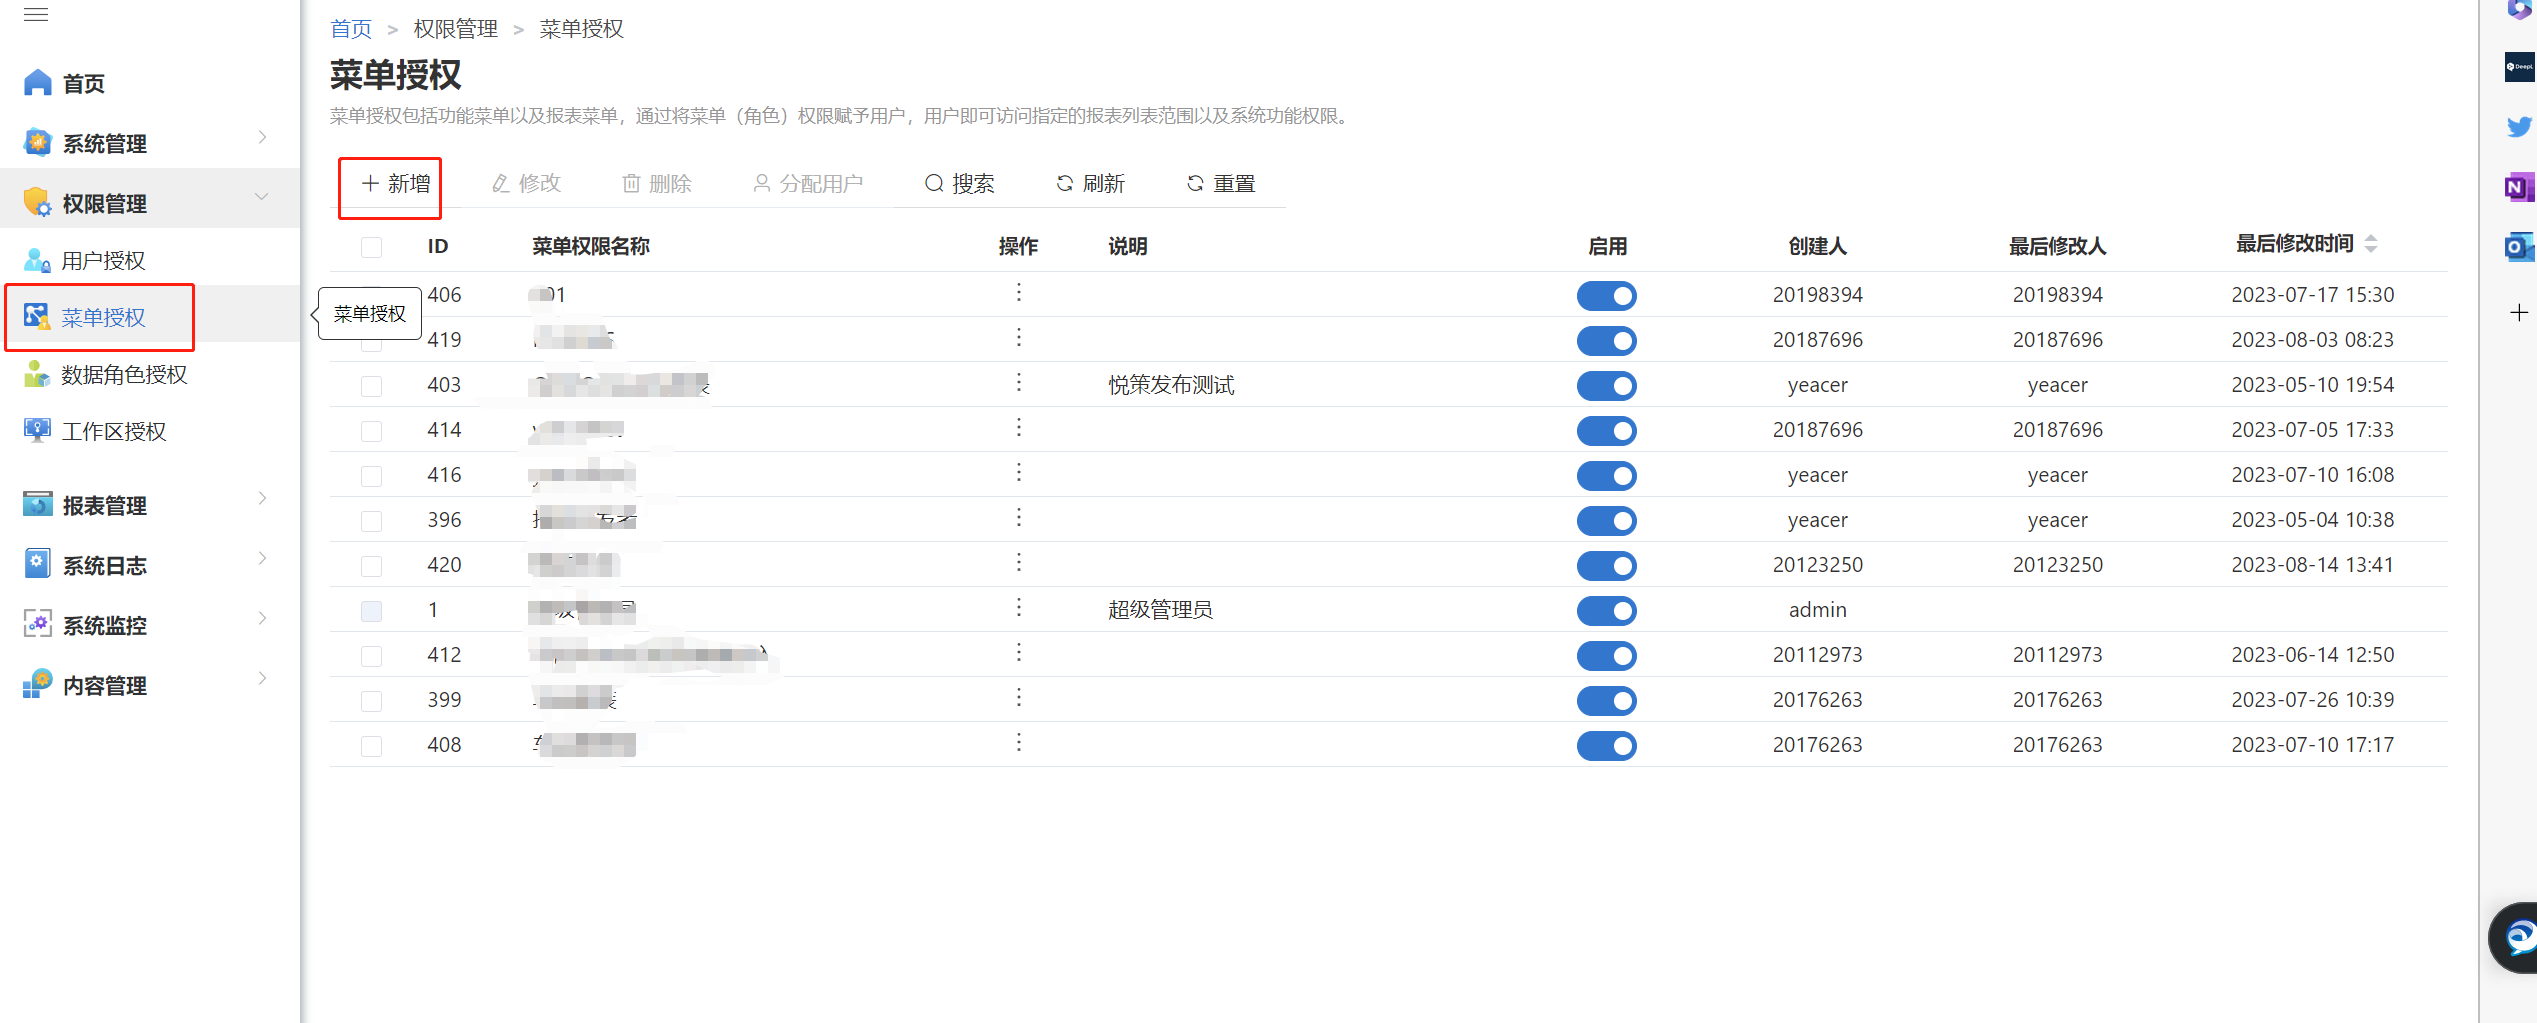 首页 > 权限管理 > 菜单授权
菜单授权
菜单授权包括功能菜单以及报表菜单，通过将菜单（角色）权限赋予用户，用户即可访问指定的报表列表范围以及系统功能权限。
首页
系统管理
权限管理
用户授权
菜单授权
数据角色授权
工作区授权
报表管理
系统日志
系统监控
内容管理
新增 修改 删除 分配用户 搜索 刷新 重置
ID 菜单权限名称 操作 说明 启用 创建人 最后修改人 最后修改时间
菜单授权
406 01 20198394 20198394 2023-07-17 15:30
419 20187696 20187696 2023-08-03 08:23
403 悦策发布测试 yeacer yeacer 2023-05-10 19:54
414 20187696 20187696 2023-07-05 17:33
416 yeacer yeacer 2023-07-10 16:08
396 yeacer yeacer 2023-05-04 10:38
420 20123250 20123250 2023-08-14 13:41
1 超级管理员 admin
412 20112973 20112973 2023-06-14 12:50
399 20176263 20176263 2023-07-26 10:39
408 20176263 20176263 2023-07-10 17:17
DeepL
N
O